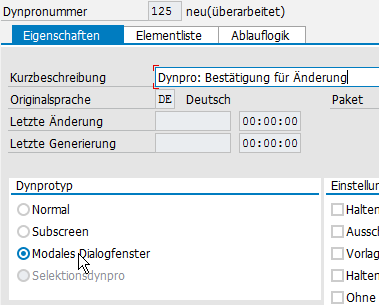 Dynpronummer 125 neu(überarbeitet)
Eigenschaften Elementliste Ablauflogik
Kurzbeschreibung Dynpro: Bestätigung für Änderung
Originalsprache DE Deutsch Paket
Letzte Änderung 00:00:00
Letzte Generierung 00:00:00
Dynprotyp Einstellun
Normal Halten
Subscreen Aussch
Modales Dialogfenster Vorlag
Selektionsdynpro Halten
Ohne